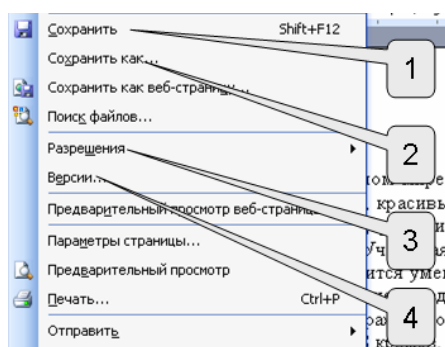 Сохранить Shift+F12
Сохранить как...
Сохранить как веб-страницу...
Поиск файлов...
Разрешения
Версии...
Предварительный просмотр веб-страницы
Параметры страницы...
Предварительный просмотр
Печать... Ctrl+P
Отправить
1
2
3
4
красивы